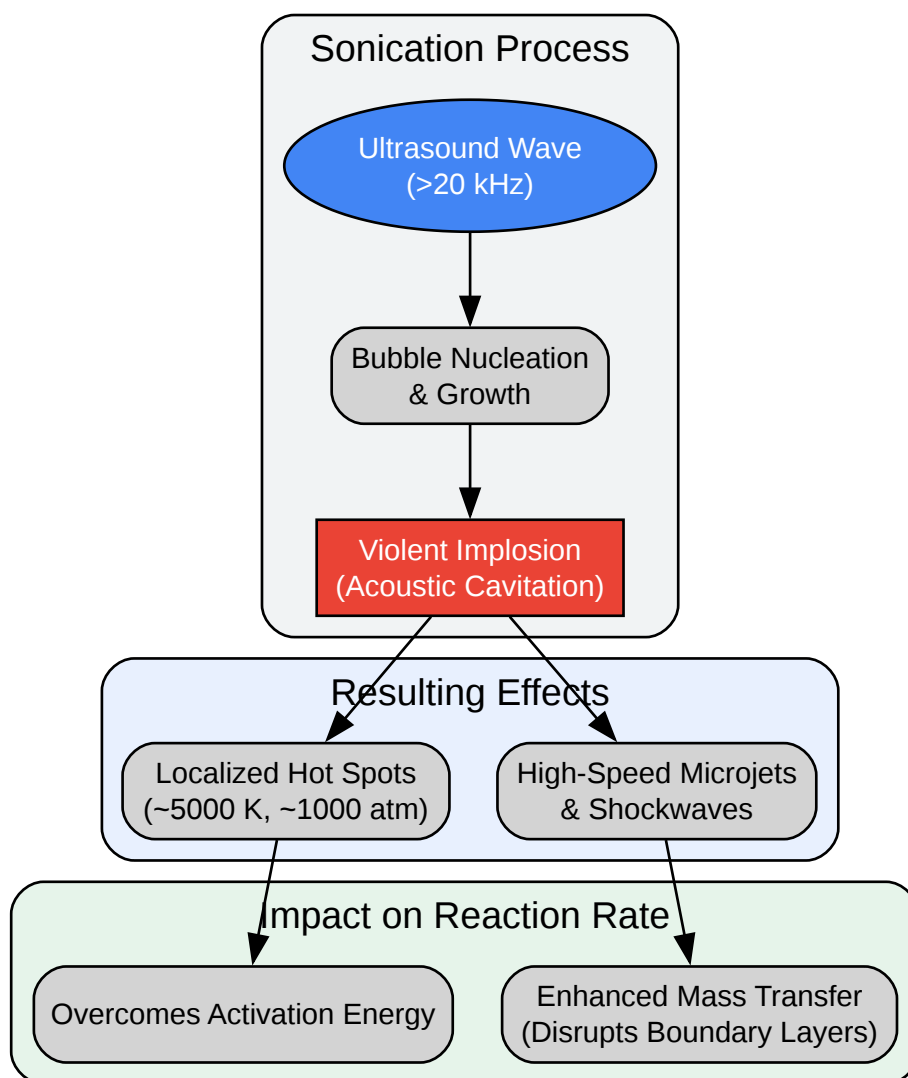 Sonication Process
Ultrasound Wave
(>20 kHz)
Bubble Nucleation
& Growth
Violent Implosion
(Acoustic Cavitation)
Resulting Effects
Localized Hot Spots
(~5000 K, ~1000 atm)
High-Speed Microjets
& Shockwaves
Impact on Reaction Rate
Overcomes Activation Energy
Enhanced Mass Transfer
(Disrupts Boundary Layers)